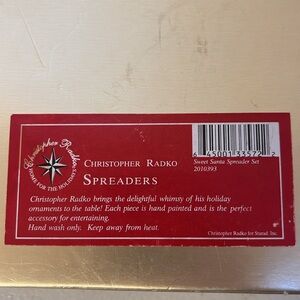 Christopher Radko
HOME FOR THE HOLIDAYS
CHRISTOPHER RADKO
SPREADERS
Sweet Santa Spreader Set
2010393
Christopher Radko brings the delightful whimsy of his holiday
ornaments to the table! Each piece is hand painted and is the perfect
accessory for entertaining.
Hand wash only. Keep away from heat.
Christopher Radko for Starad, Inc.